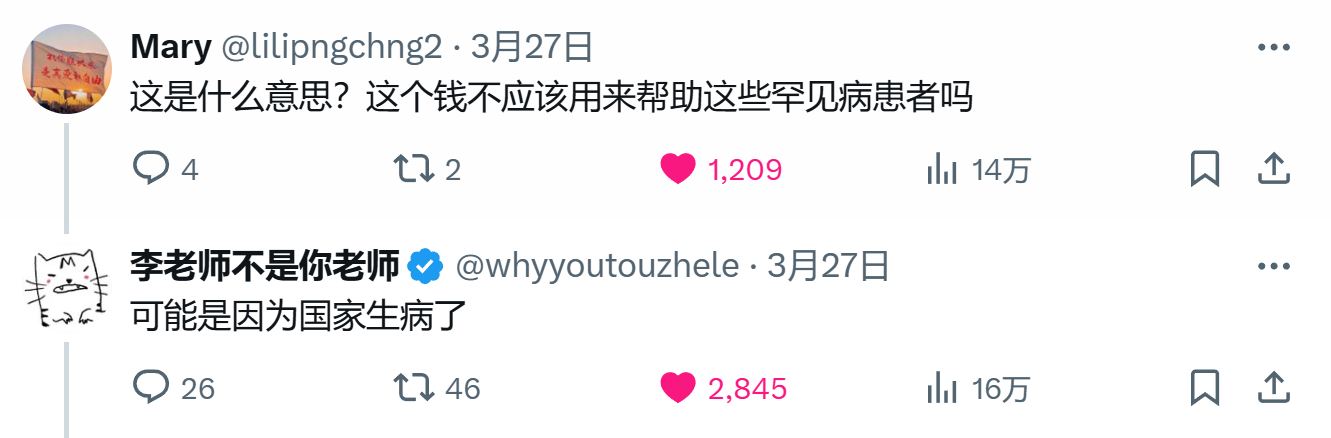 Mary @lilipngchng2 · 3月27日
这是什么意思？这个钱不应该用来帮助这些罕见病患者吗
4 2 1,209 14万
李老师不是你老师 @whyyoutouzhele · 3月27日
可能是因为国家生病了
26 46 2,845 16万